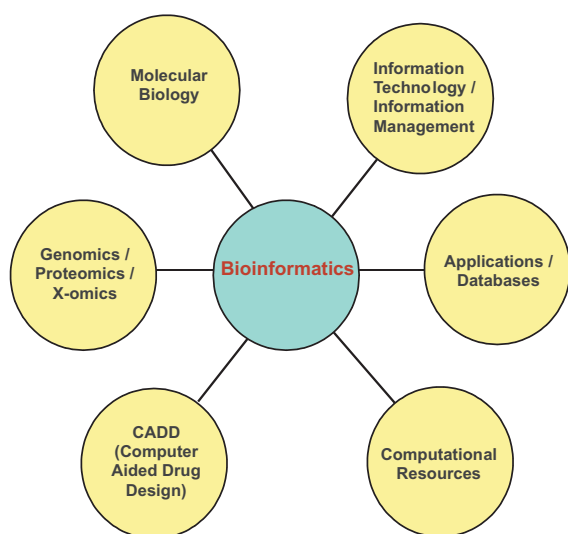 Molecular
Biology
Information
Technology /
Information
Management
Genomics /
Proteomics /
X-omics
Bioinformatics
Applications /
Databases
CADD
(Computer
Aided Drug
Design)
Computational
Resources